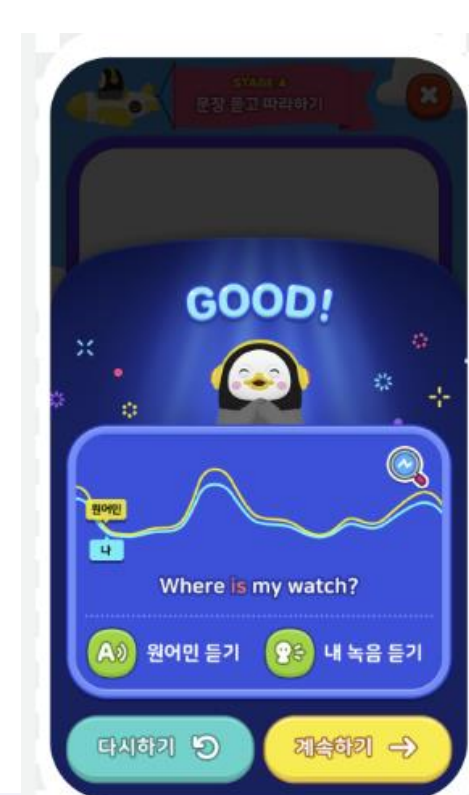 STAGE 4
문장 듣고 따라하기
GOOD!
원어민
나
Where is my watch?
A 원어민 듣기
내 녹음 듣기
다시하기
계속하기